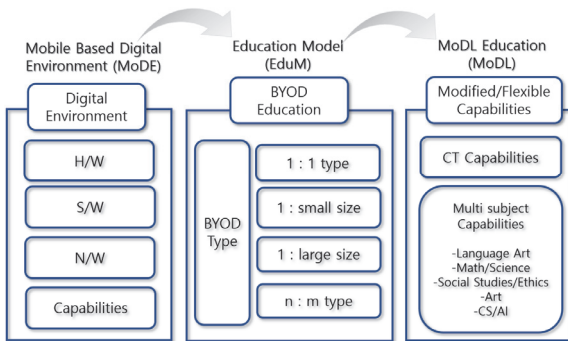 Mobile Based Digital
Environment (MoDE)
Digital
Environment
H/W
S/W
N/W
Capabilities
Education Model
(EduM)
BYOD
Education
BYOD
Type
1 : 1 type
1 : small size
1 : large size
n : m type
MoDL Education
(MoDL)
Modified/Flexible
Capabilities
CT Capabilities
Multi subject
Capabilities
-Language Art
-Math/Science
-Social Studies/Ethics
-Art
-CS/AI